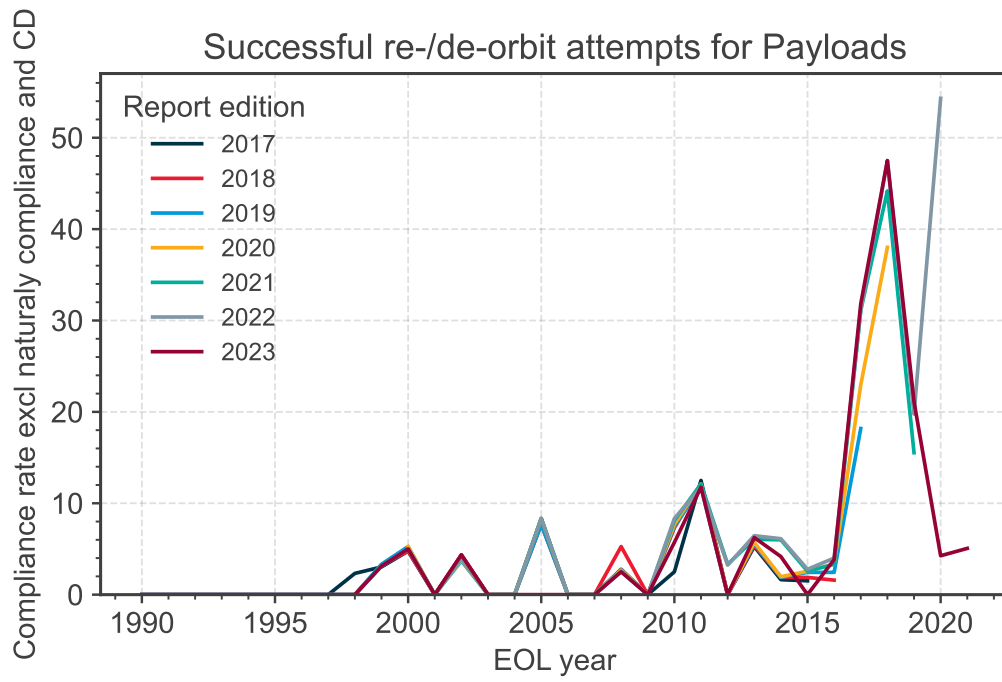 Successful re-/de-orbit attempts for Payloads
Compliance rate excl naturaly compliance and CD
Report edition
2017
2018
2019
2020
2021
2022
2023
50
40
30
20
10
0
1990 1995 2000 2005 2010 2015 2020
EOL year